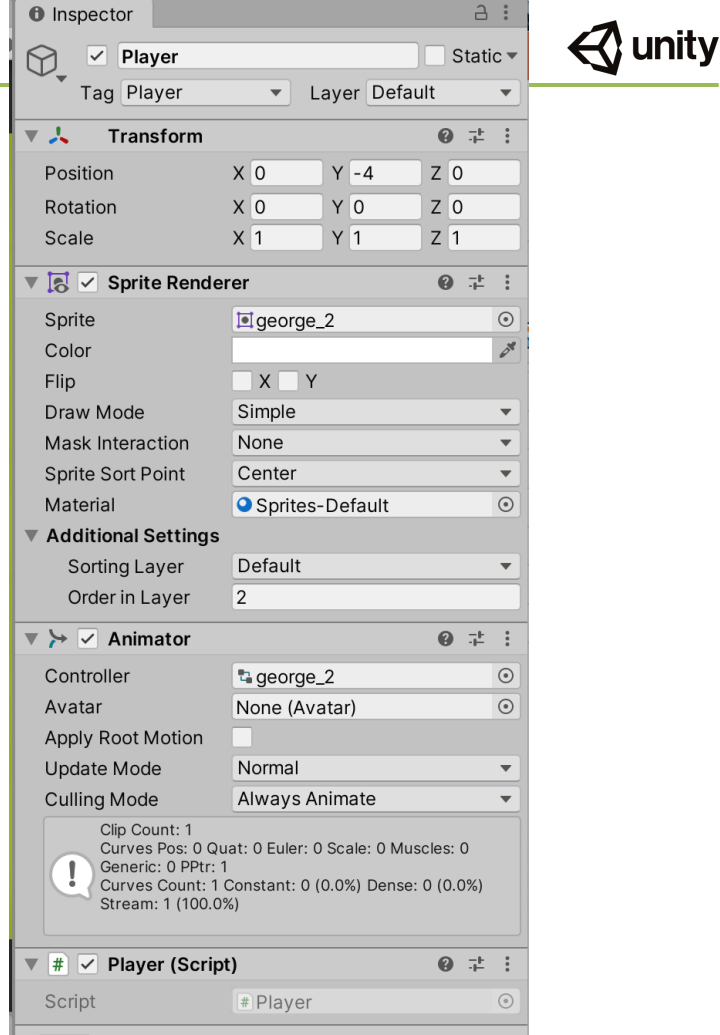 Inspector
unity
Player Static
Tag Player Layer Default
Transform
Position X 0 Y -4 Z 0
Rotation X 0 Y 0 Z 0
Scale X 1 Y 1 Z 1
Sprite Renderer
Sprite george_2
Color
Flip X Y
Draw Mode Simple
Mask Interaction None
Sprite Sort Point Center
Material Sprites-Default
Additional Settings
Sorting Layer Default
Order in Layer 2
Animator
Controller george_2
Avatar None (Avatar)
Apply Root Motion
Update Mode Normal
Culling Mode Always Animate
Clip Count: 1
Curves Pos: 0 Quat: 0 Euler: 0 Scale: 0 Muscles: 0
Generic: 0 PPtr: 1
Curves Count: 1 Constant: 0 (0.0%) Dense: 0 (0.0%)
Stream: 1 (100.0%)
# Player (Script)
Script # Player